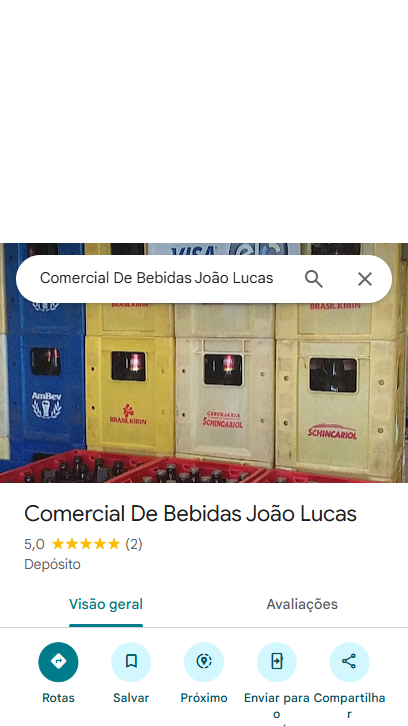 VISA elo
Comercial De Bebidas João Lucas
BRASIL KIRIN
BRASIL KIRIN
AmBev
BRASIL KIRIN
CERVEJARIA
SCHINCARIOL
SCHINCARIOL
Comercial De Bebidas João Lucas
5,0 ★★★★★ (2)
Depósito
Visão geral Avaliações
Rotas Salvar Próximo Enviar para o Compartilhar